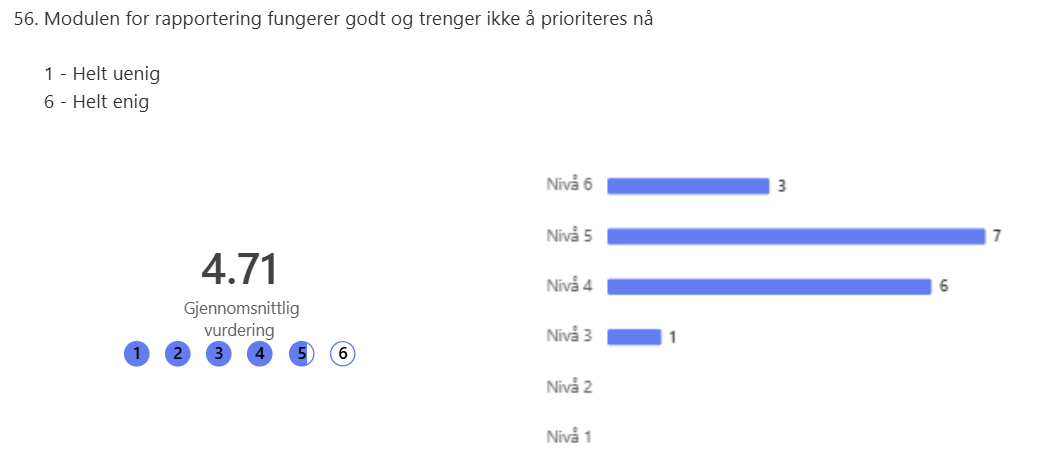 56. Modulen for rapportering fungerer godt og trenger ikke å prioriteres nå
1 - Helt uenig
6 - Helt enig
4.71
Gjennomsnittlig
vurdering
1 2 3 4 5 6
Nivå 6 3
Nivå 5 7
Nivå 4 6
Nivå 3 1
Nivå 2
Nivå 1